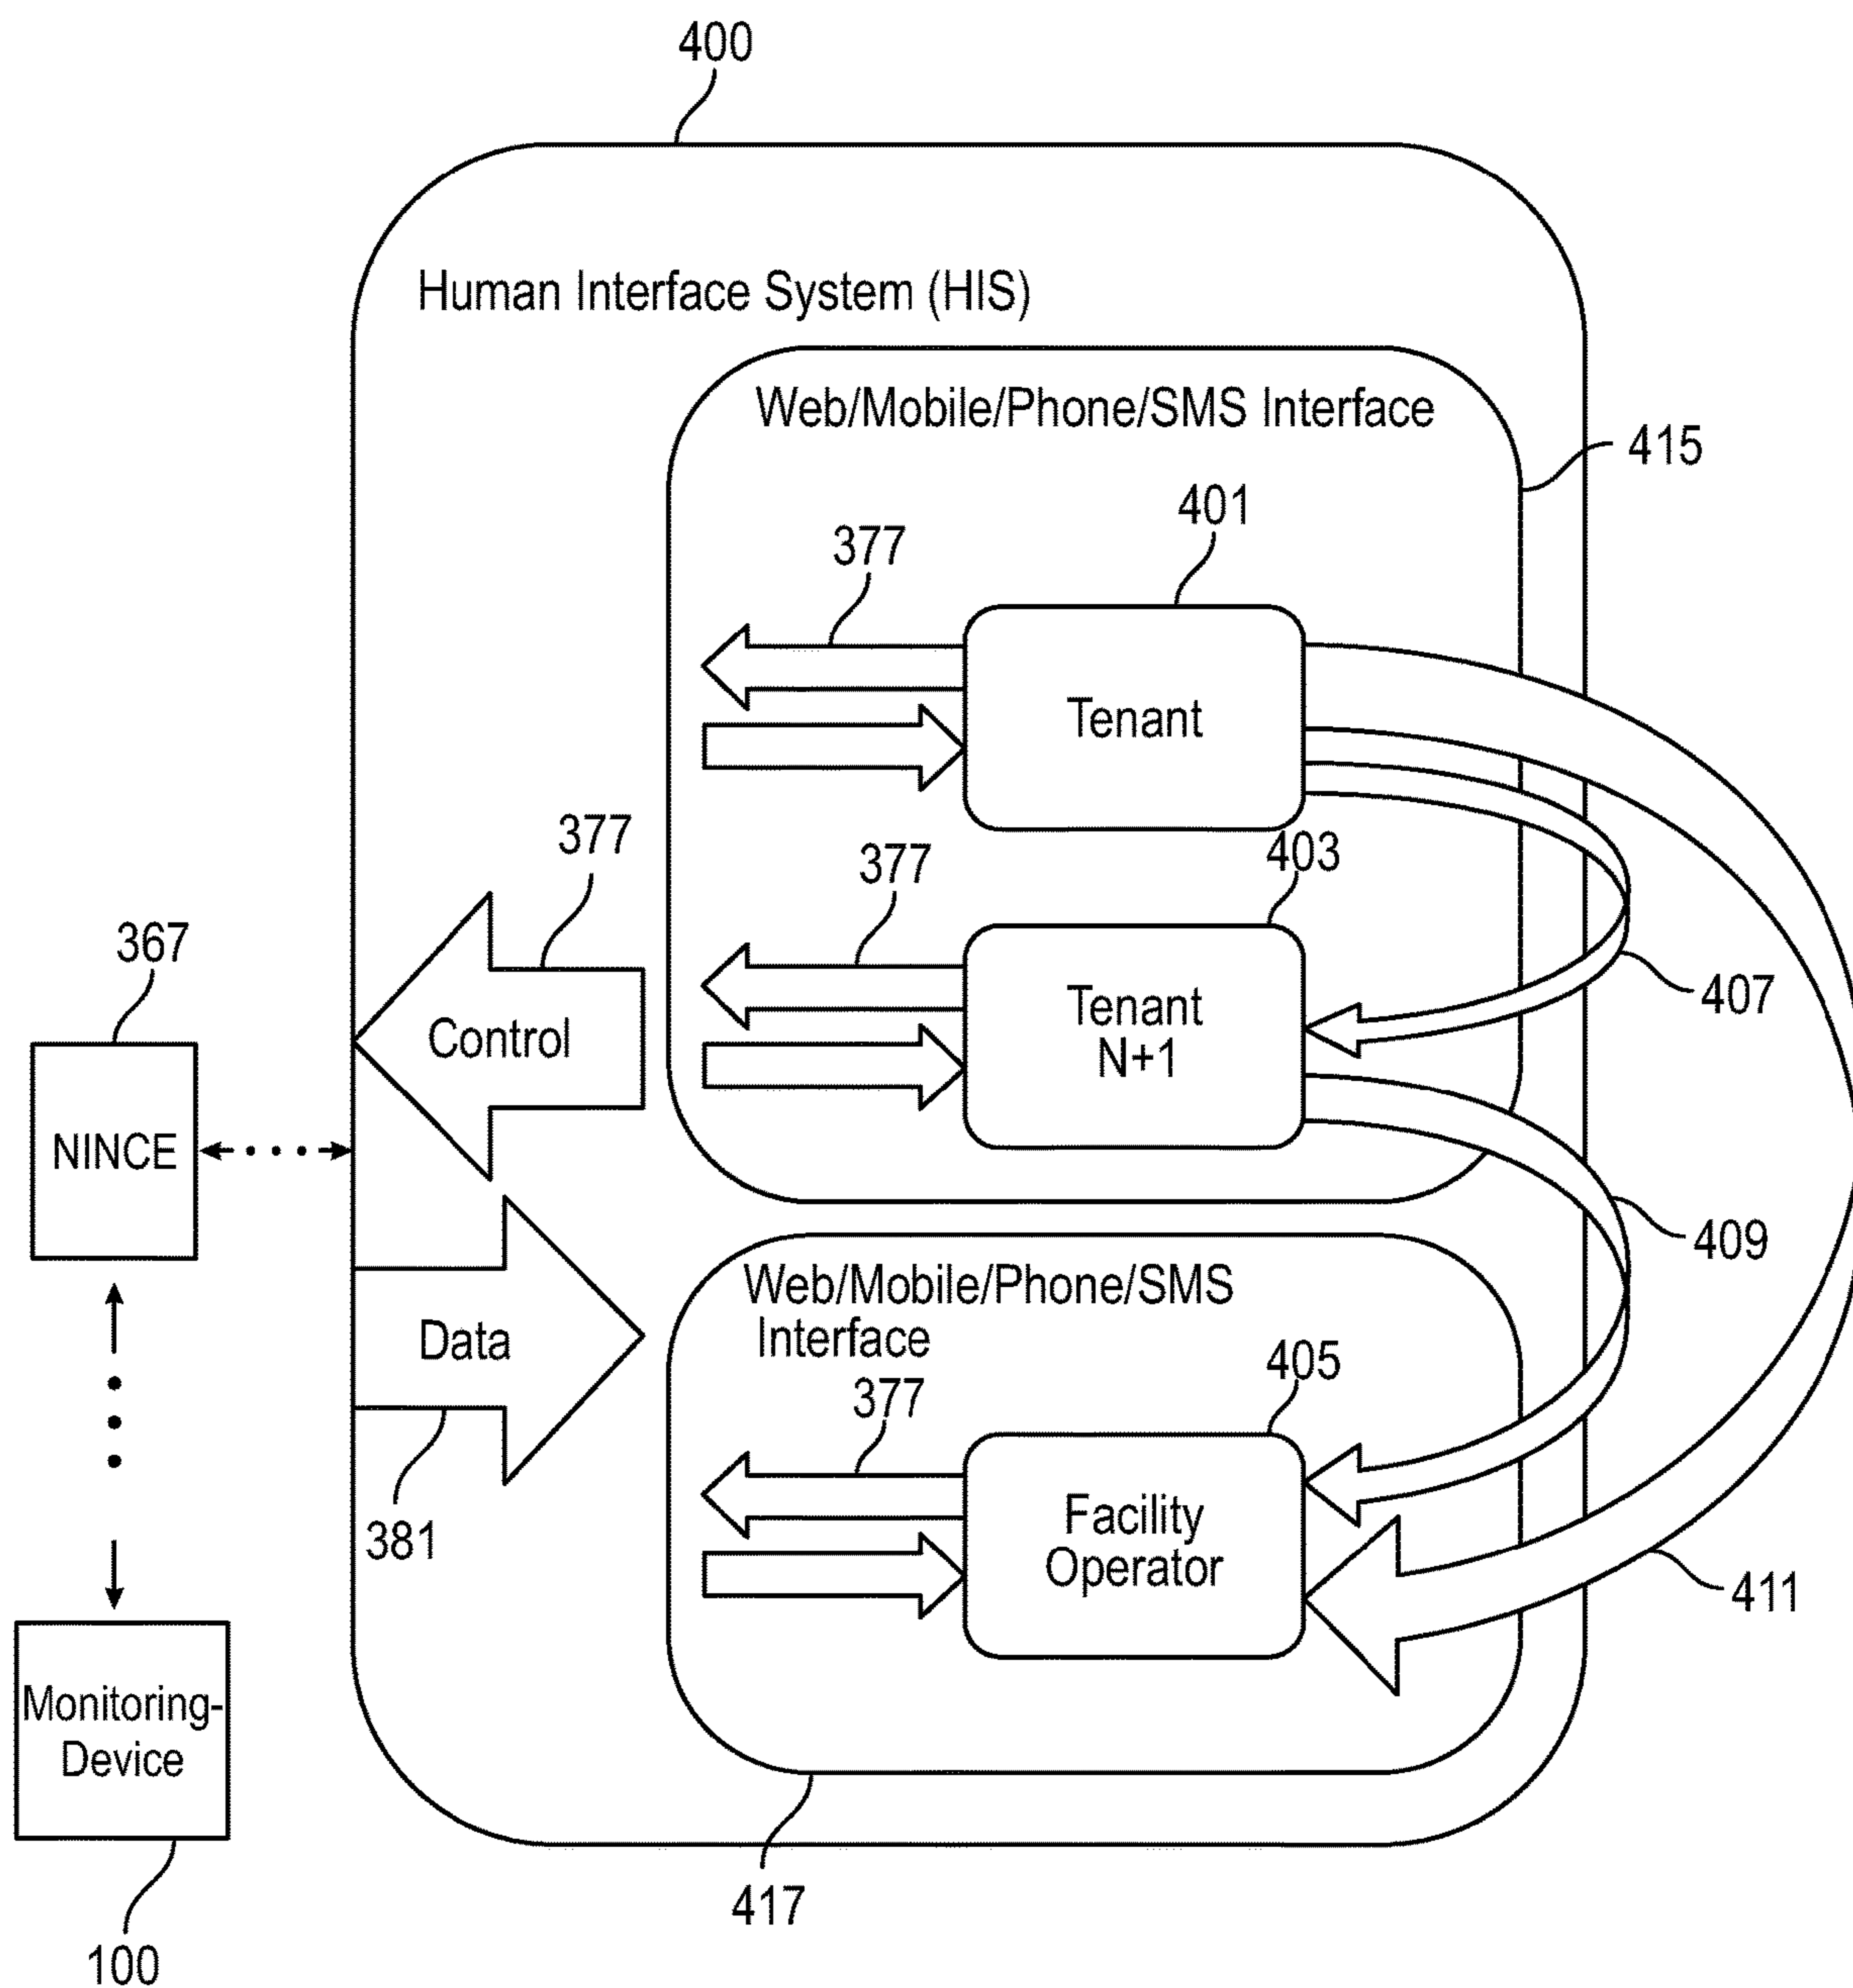 400
Human Interface System (HIS)
Web/Mobile/Phone/SMS Interface
415
401
377
Tenant
377
377
403
367
Control
Tenant
N+1
407
NINCE
409
Web/Mobile/Phone/SMS
Interface
Data
377
405
381
Facility
Operator
411
Monitoring-
Device
417
100